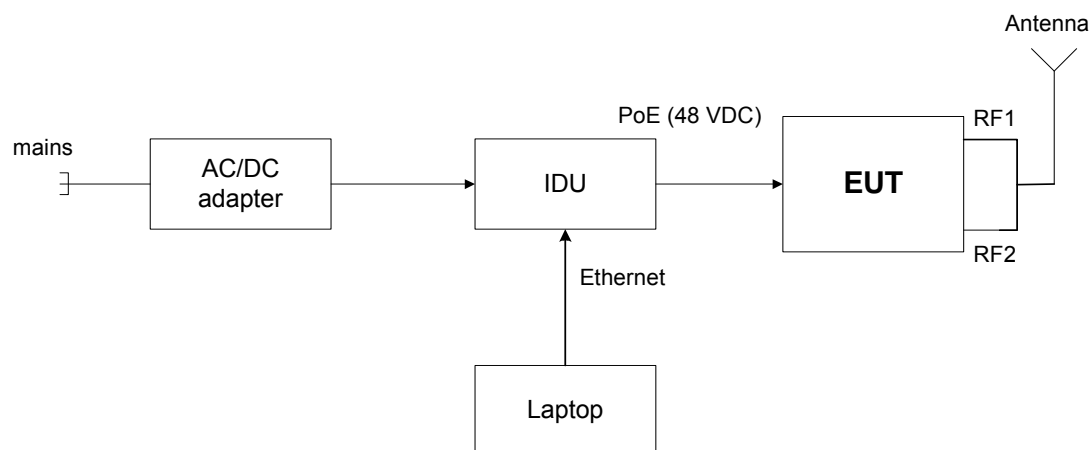 Antenna
PoE (48 VDC)
RF1
mains
AC/DC
adapter
IDU
EUT
RF2
Ethernet
Laptop